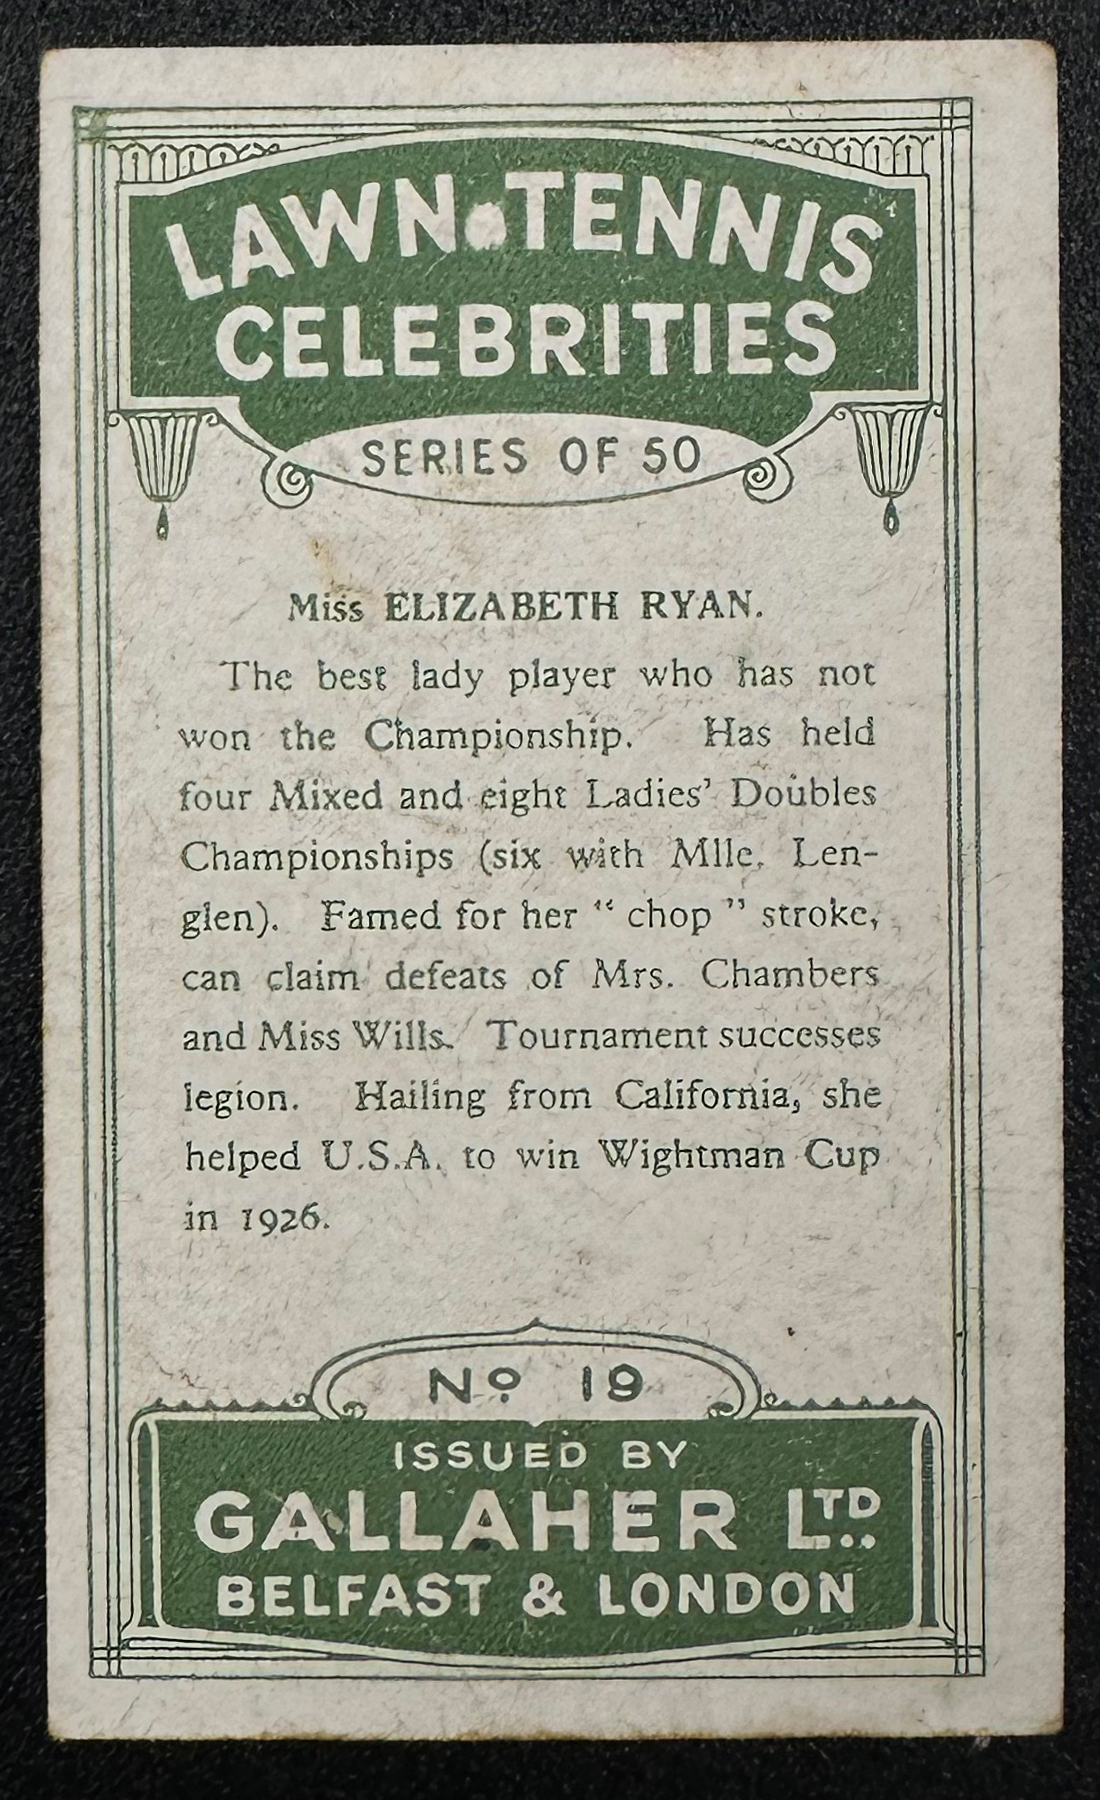 LAWN•TENNIS
CELEBRITIES
SERIES OF 50
Miss ELIZABETH RYAN.
The best lady player who has not
won the Championship. Has held
four Mixed and eight Ladies' Doubles
Championships (six with Mlle. Len-
glen). Famed for her “ chop ” stroke,
can claim defeats of Mrs. Chambers
and Miss Wills. Tournament successes
legion. Hailing from California, she
helped U.S.A. to win Wightman Cup
in 1926.
Nº 19
ISSUED BY
GALLAHER LTD
BELFAST & LONDON